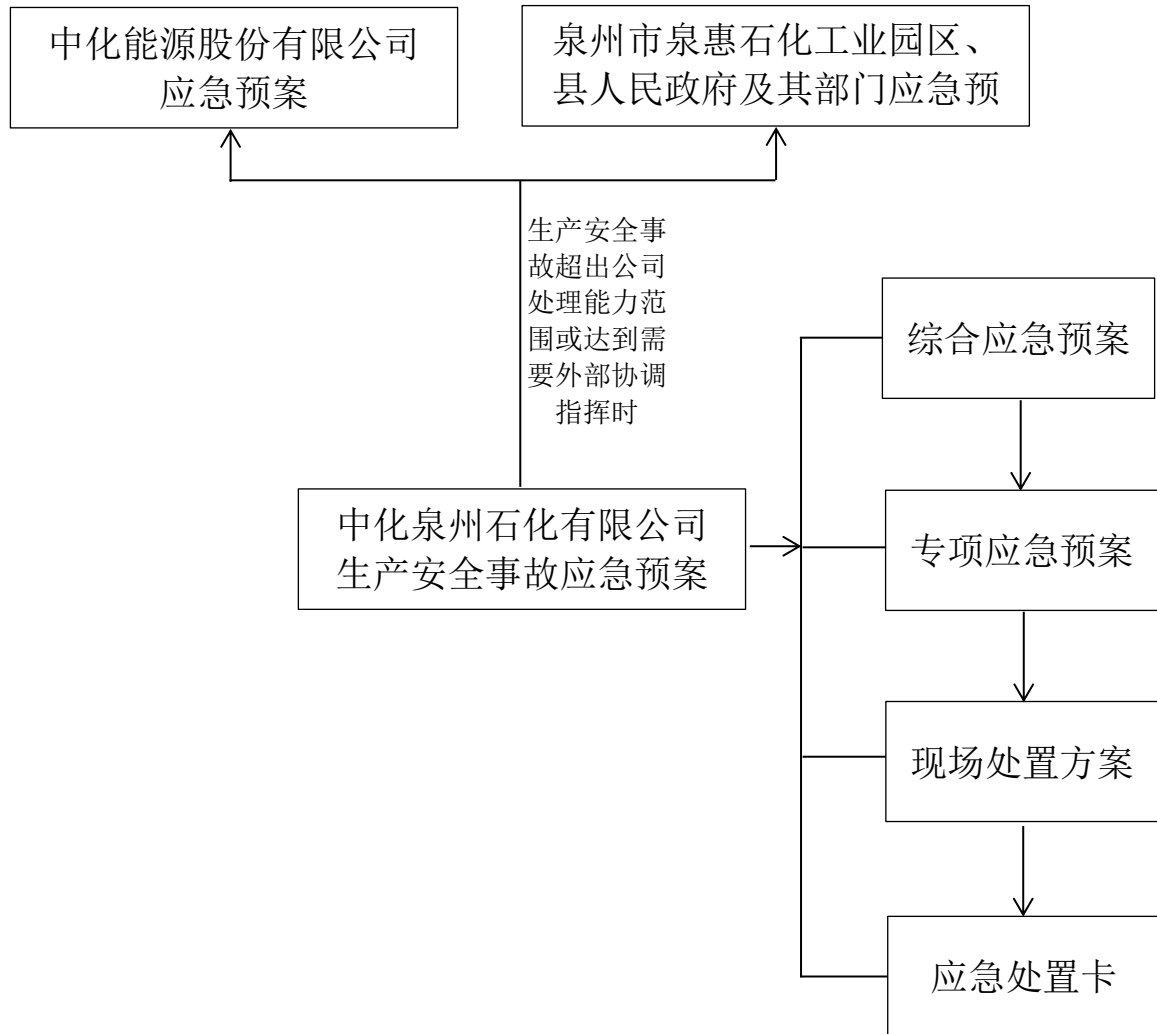 中化能源股份有限公司
应急预案
泉州市泉惠石化工业园区、
县人民政府及其部门应急预
生产安全事
故超出公司
处理能力范
围或达到需
要外部协调
指挥时
综合应急预案
中化泉州石化有限公司
生产安全事故应急预案
专项应急预案
现场处置方案
应急处置卡